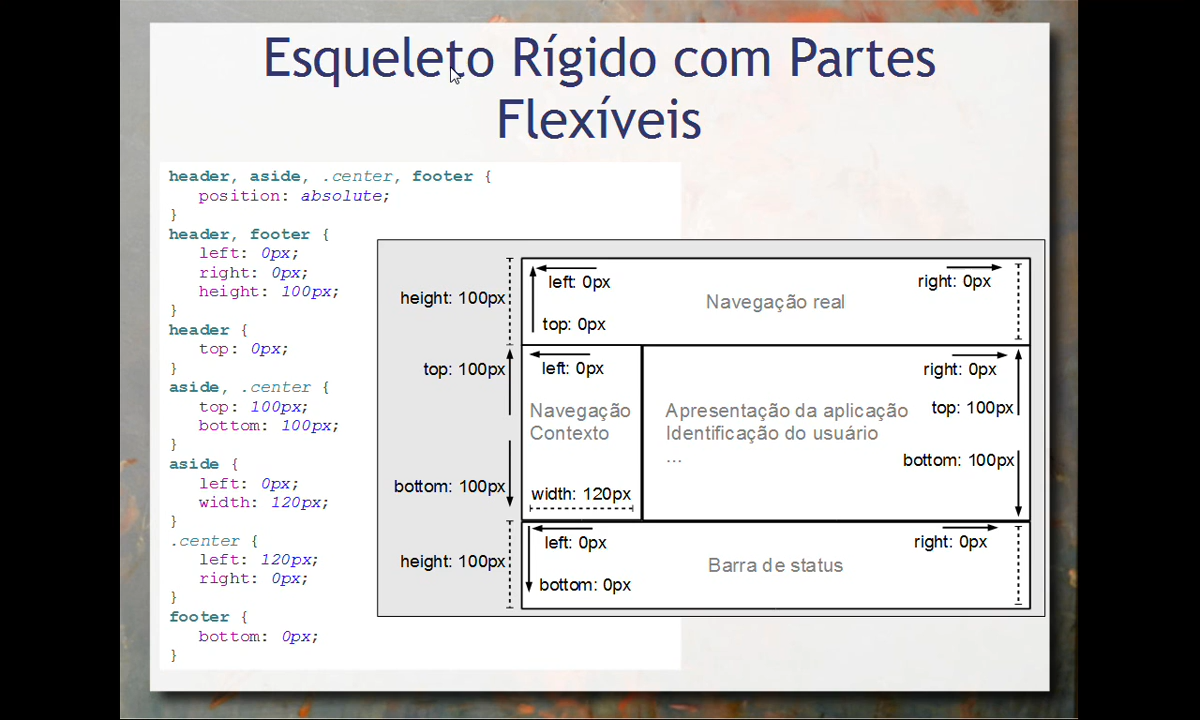 Esqueleto Rígido com Partes
Flexíveis
header, aside, .center, footer {
position: absolute;
}
header, footer {
left: 0px;
right: 0px;
height: 100px;
}
header {
top: 0px;
}
aside, .center {
top: 100px;
bottom: 100px;
}
aside {
left: 0px;
width: 120px;
}
.center {
left: 120px;
right: 0px;
}
footer {
bottom: 0px;
}
height: 100px
left: 0px
top: 0px
Navegação real
right: 0px
top: 100px
bottom: 100px
left: 0px
Navegação
Contexto
width: 120px
Apresentação da aplicação
Identificação do usuário
...
right: 0px
top: 100px
bottom: 100px
height: 100px
left: 0px
bottom: 0px
Barra de status
right: 0px